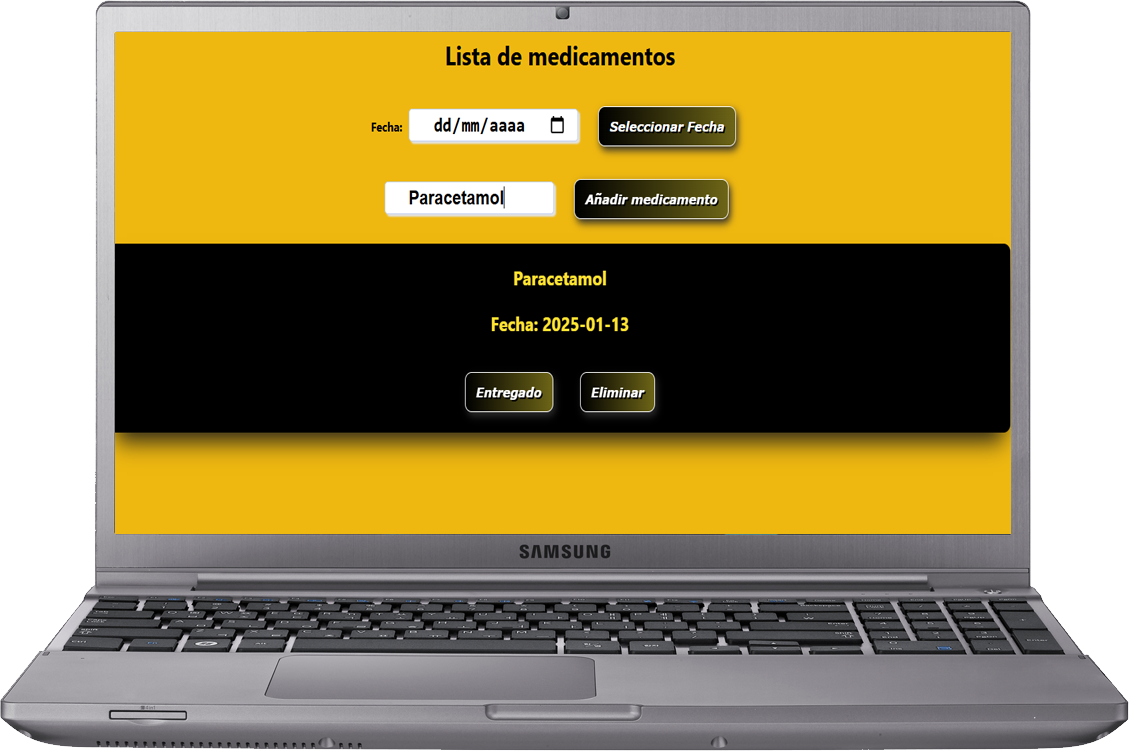 Lista de medicamentos
Fecha: dd/mm/aaaa Seleccionar Fecha
Paracetamol Añadir medicamento
Paracetamol
Fecha: 2025-01-13
Entregado Eliminar
SAMSUNG